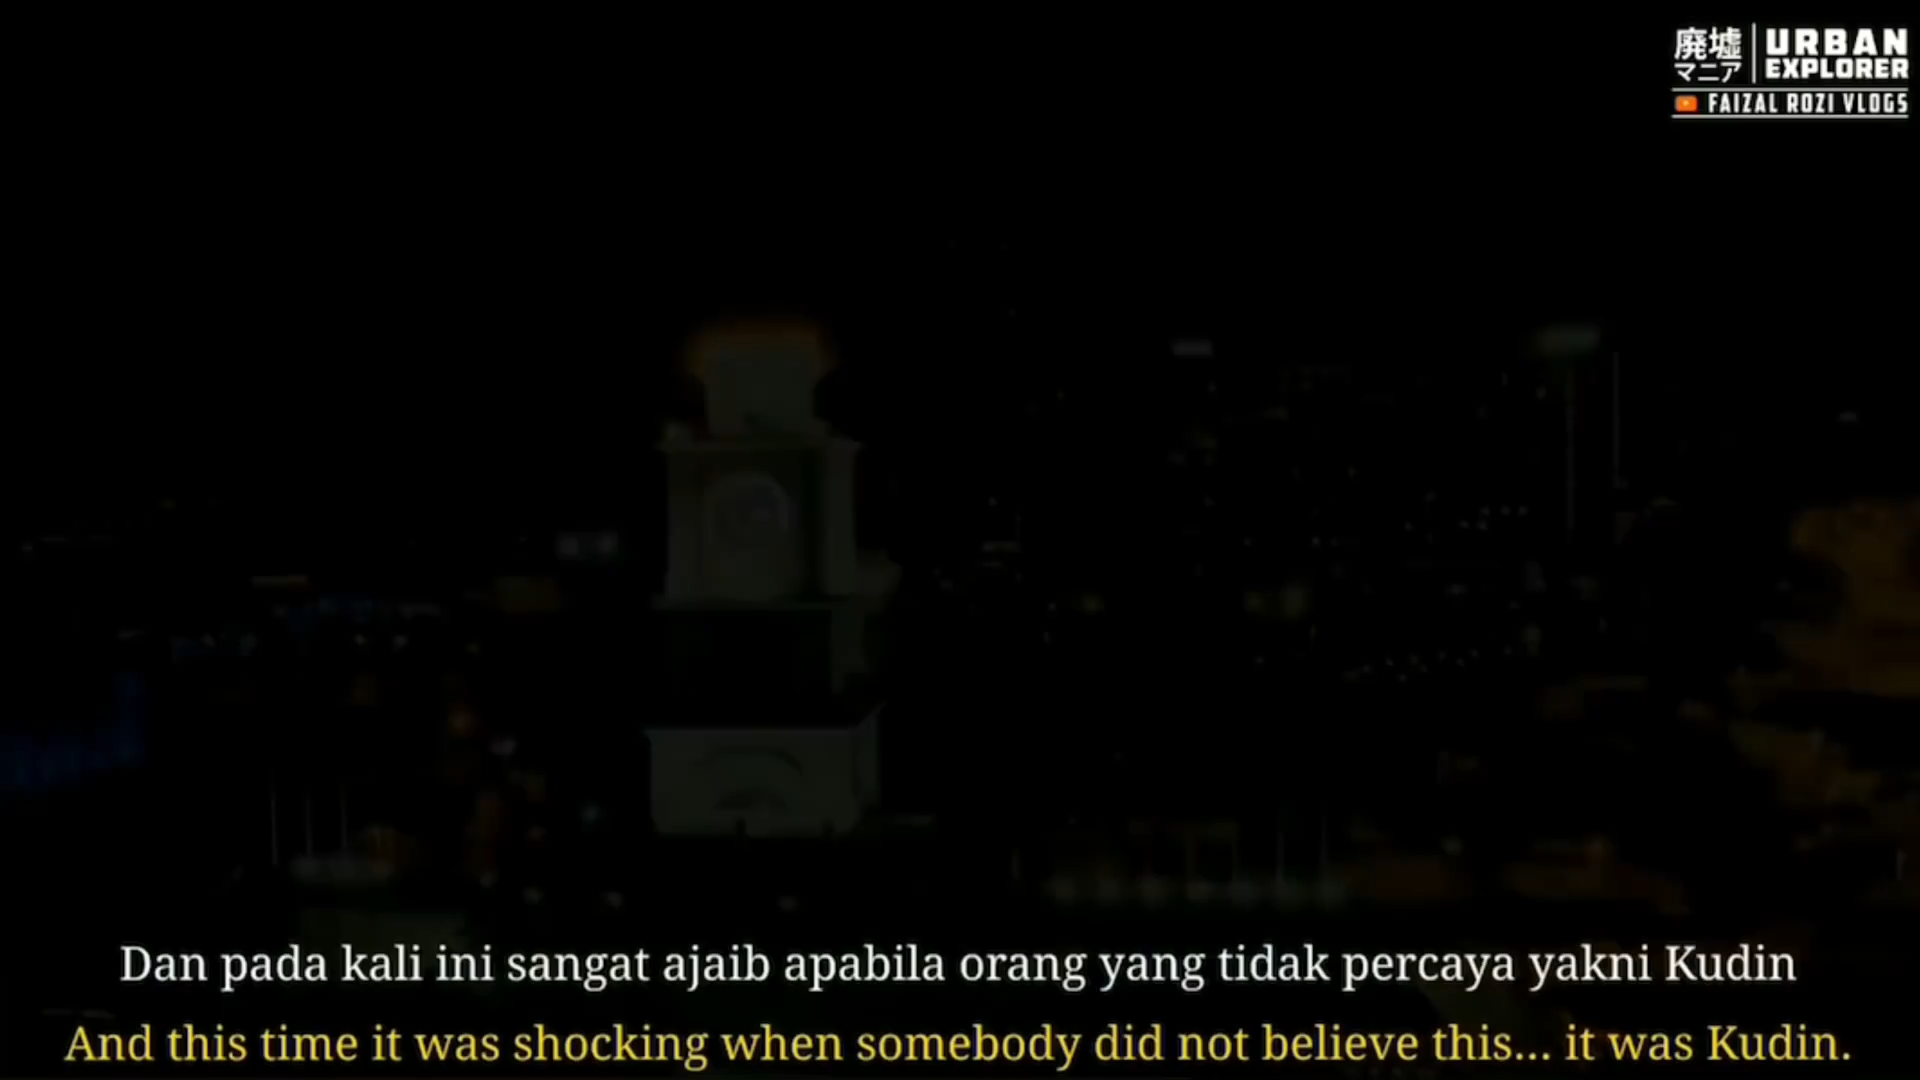 廃墟
マニア
URBAN
EXPLORER
FAIZAL ROZI VLOGS
Dan pada kali ini sangat ajaib apabila orang yang tidak percaya yakni Kudin
And this time it was shocking when somebody did not believe this... it was Kudin.